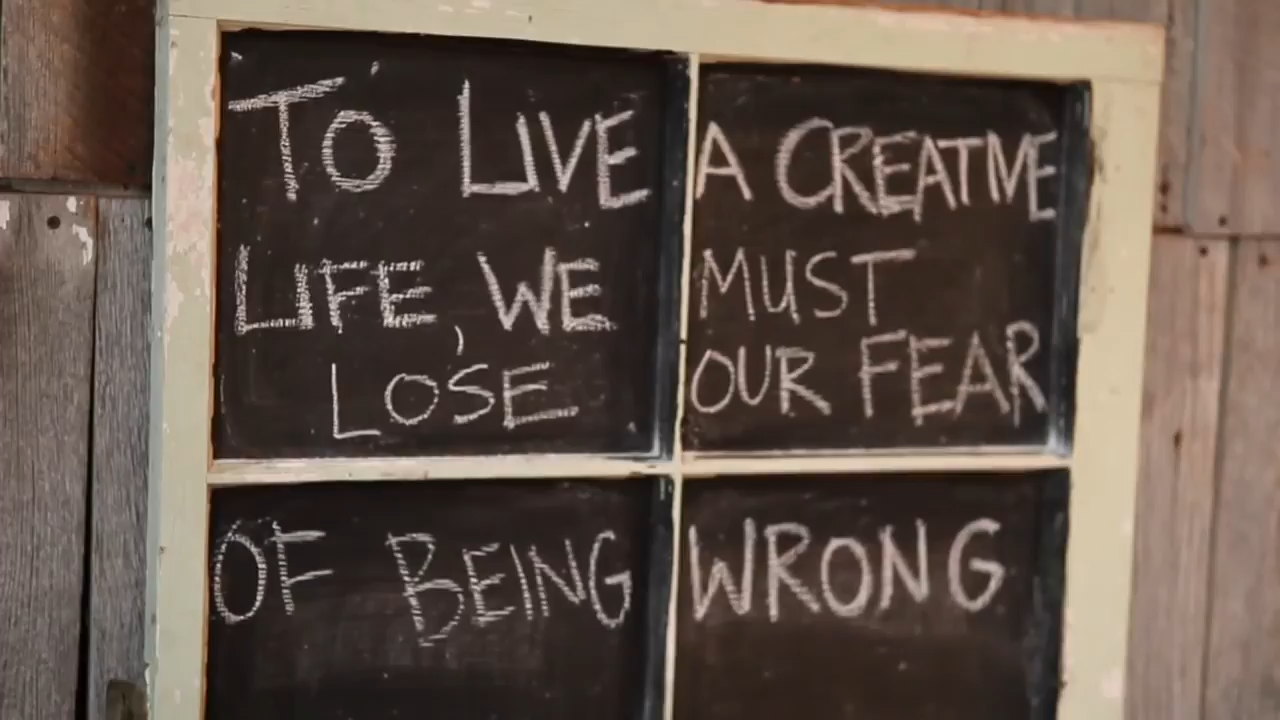 TO LIVE A CREATIVE
LIFE, WE MUST
LOSE OUR FEAR
OF BEING WRONG